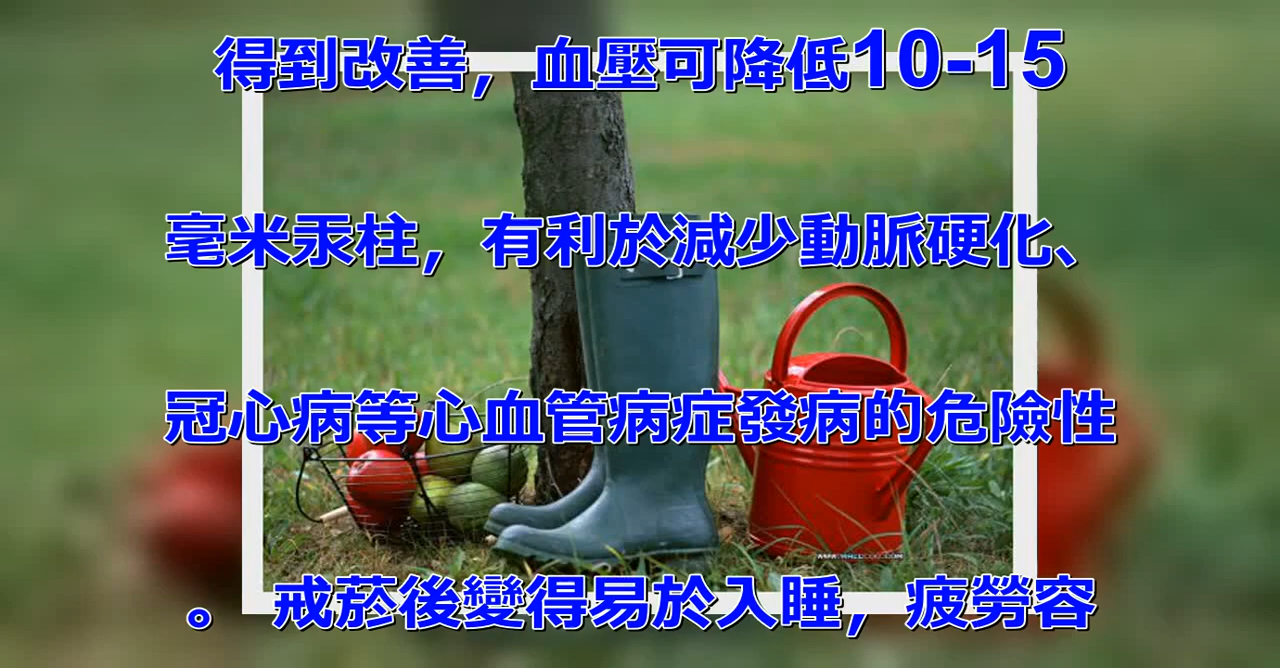 得到改善，血壓可降低10-15
毫米汞柱，有利於減少動脈硬化、
冠心病等心血管病症發病的危險性
。 戒菸後變得易於入睡，疲勞容